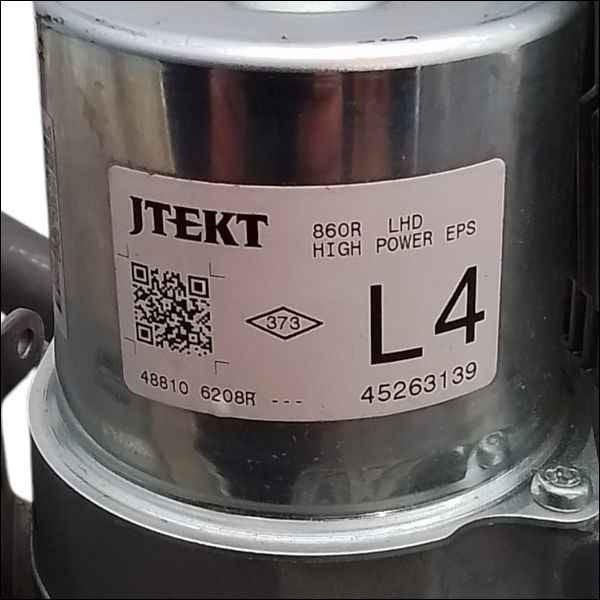 JTEKT
860R LHD
HIGH POWER EPS
373
L4
48810 6208R ---
45263139